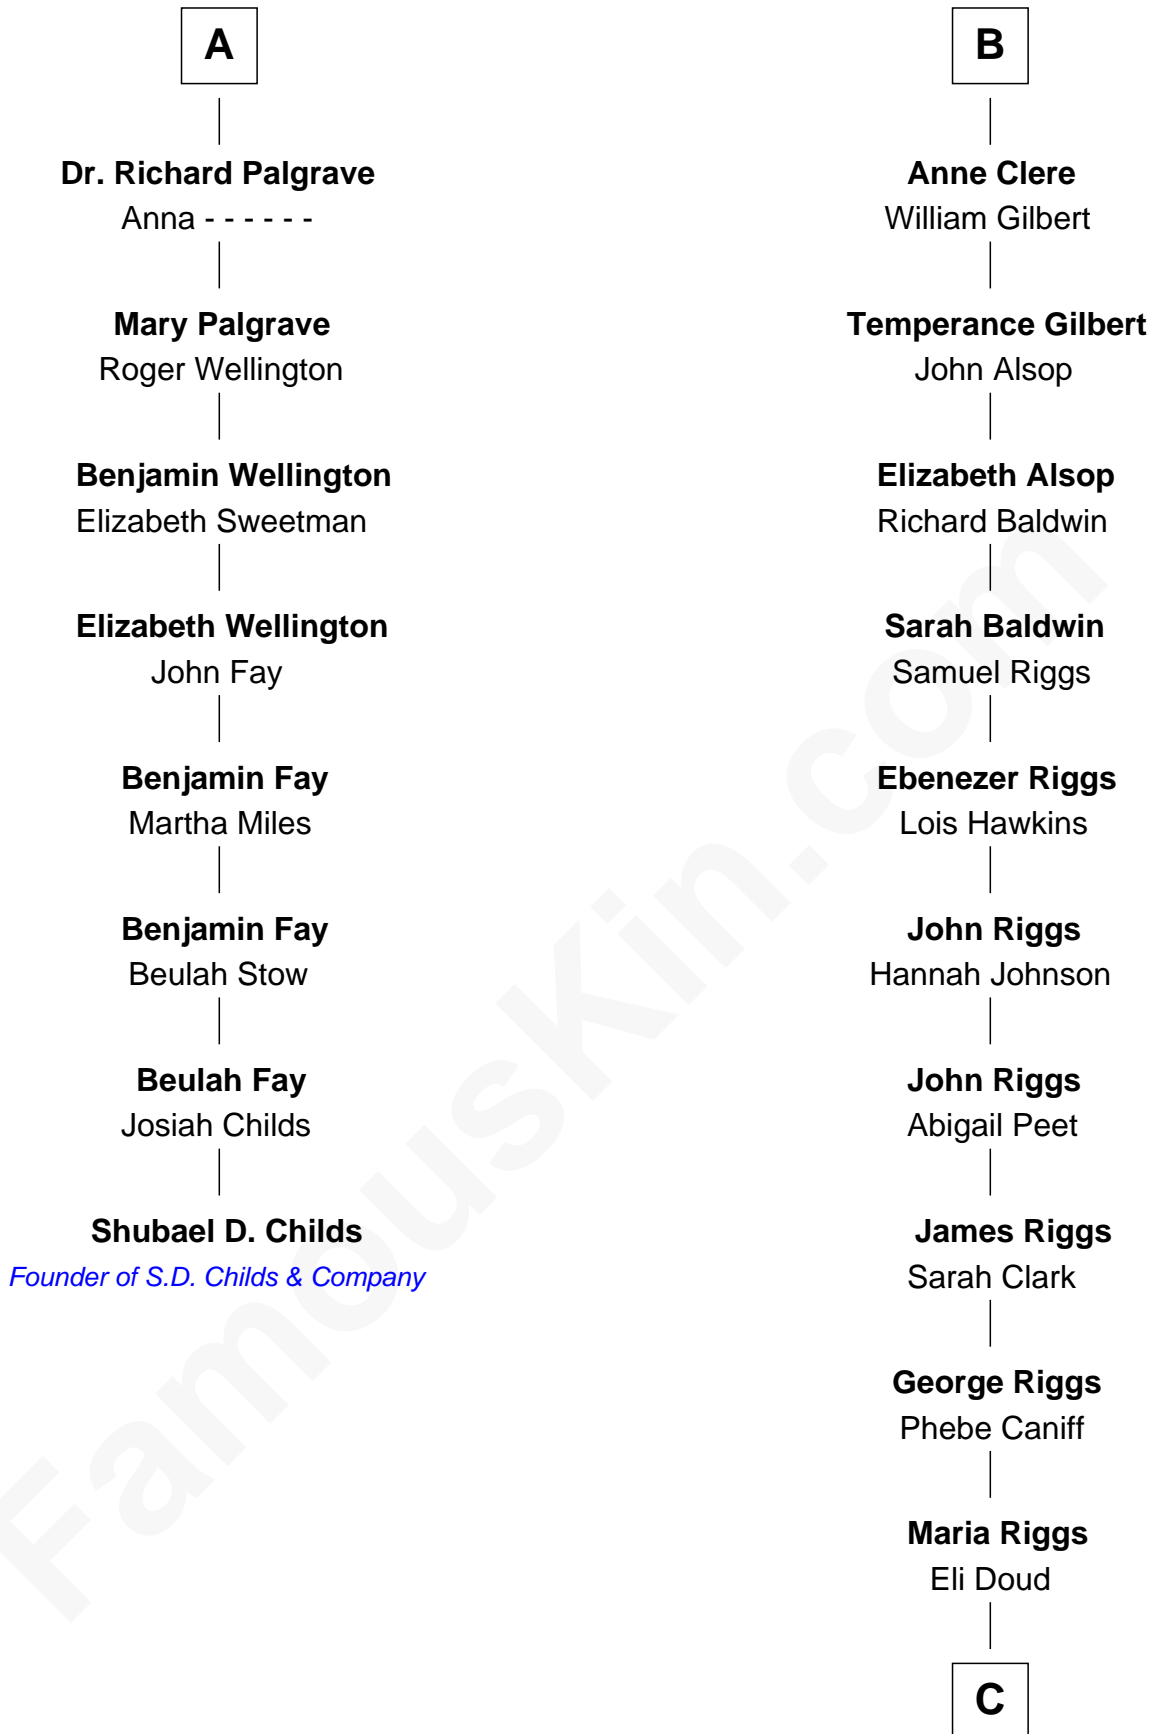 A
Dr. Richard Palgrave
Anna - - - - - -
Mary Palgrave
Roger Wellington
Benjamin Wellington
Elizabeth Sweetman
Elizabeth Wellington
John Fay
Benjamin Fay
Martha Miles
Benjamin Fay
Beulah Stow
Beulah Fay
Josiah Childs
Shubael D. Childs
Founder of S.D. Childs & Company
B
Anne Clere
William Gilbert
Temperance Gilbert
John Alsop
Elizabeth Alsop
Richard Baldwin
Sarah Baldwin
Samuel Riggs
Ebenezer Riggs
Lois Hawkins
John Riggs
Hannah Johnson
John Riggs
Abigail Peet
James Riggs
Sarah Clark
George Riggs
Phebe Caniff
Maria Riggs
Eli Doud
C
FamousKin.com